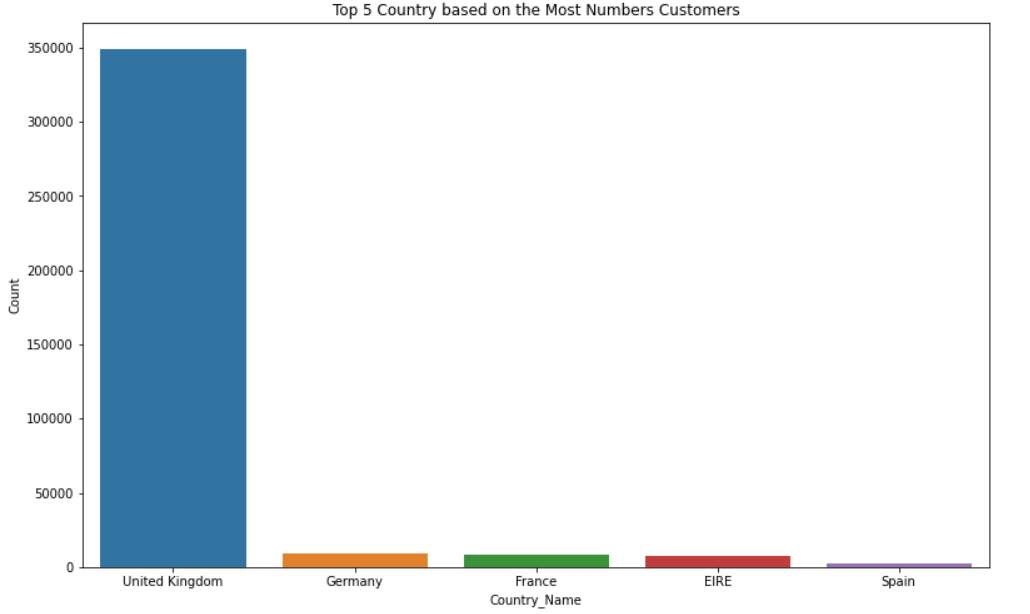 Top 5 Country based on the Most Numbers Customers
350000
300000
250000
200000
150000
100000
50000
0
Count
United Kingdom
Germany
France
EIRE
Spain
Country_Name